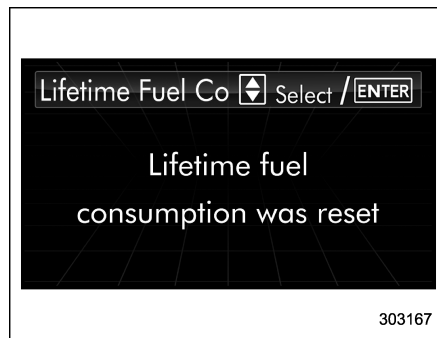 Lifetime Fuel Co Select / ENTER
Lifetime fuel
consumption was reset
303167